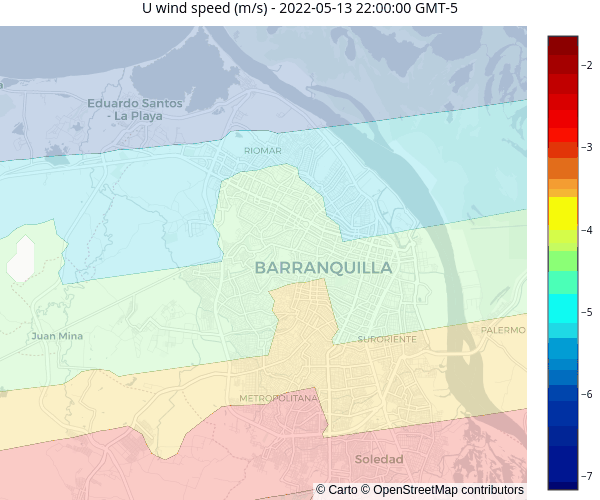 U wind speed (m/s) - 2022-05-13 22:00:00 GMT-5
Eduardo Santos
- La Playa
RIOMAR
BARRANQUILLA
Juan Mina
SURORIENTE
PALERMO
METROPOLITANA
Soledad
© Carto © OpenStreetMap contributors
−2
−3
−4
−5
−6
−7